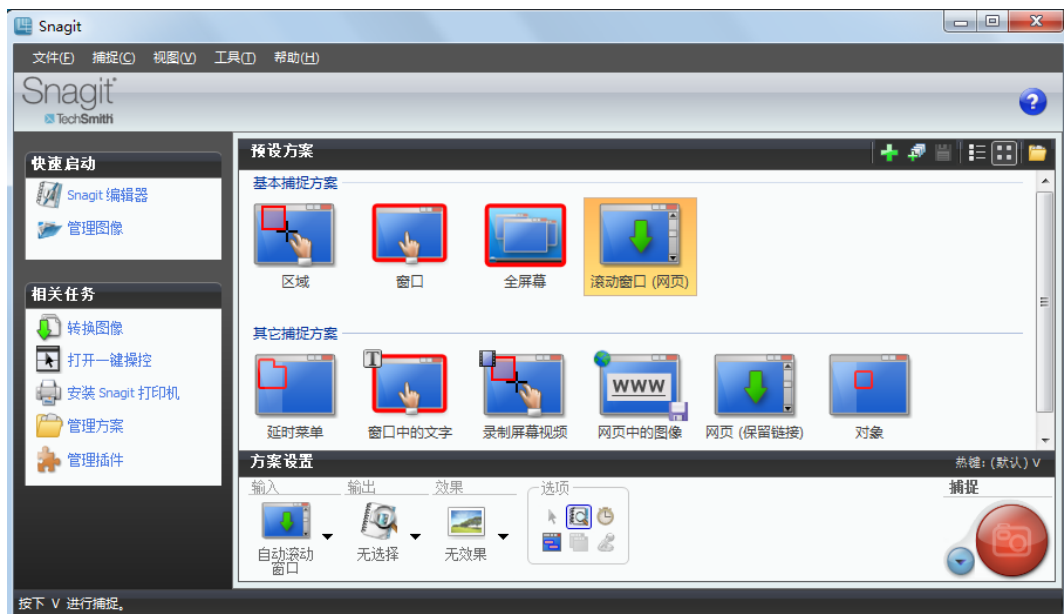 Snagit
文件(F) 捕捉(C) 视图(V) 工具(T) 帮助(H)
Snagit
TechSmith
快速启动
Snagit 编辑器
管理图像
相关任务
转换图像
打开一键操控
安装 Snagit 打印机
管理方案
管理插件
预设方案
基本捕捉方案
区域 窗口 全屏幕 滚动窗口 (网页)
其它捕捉方案
T
WWW
延时菜单 窗口中的文字 录制屏幕视频 网页中的图像 网页 (保留链接) 对象
方案设置 热键: (默认) V
输入 输出 效果 选项 捕捉
自动滚动
窗口
无选择 无效果
按下 V 进行捕捉。